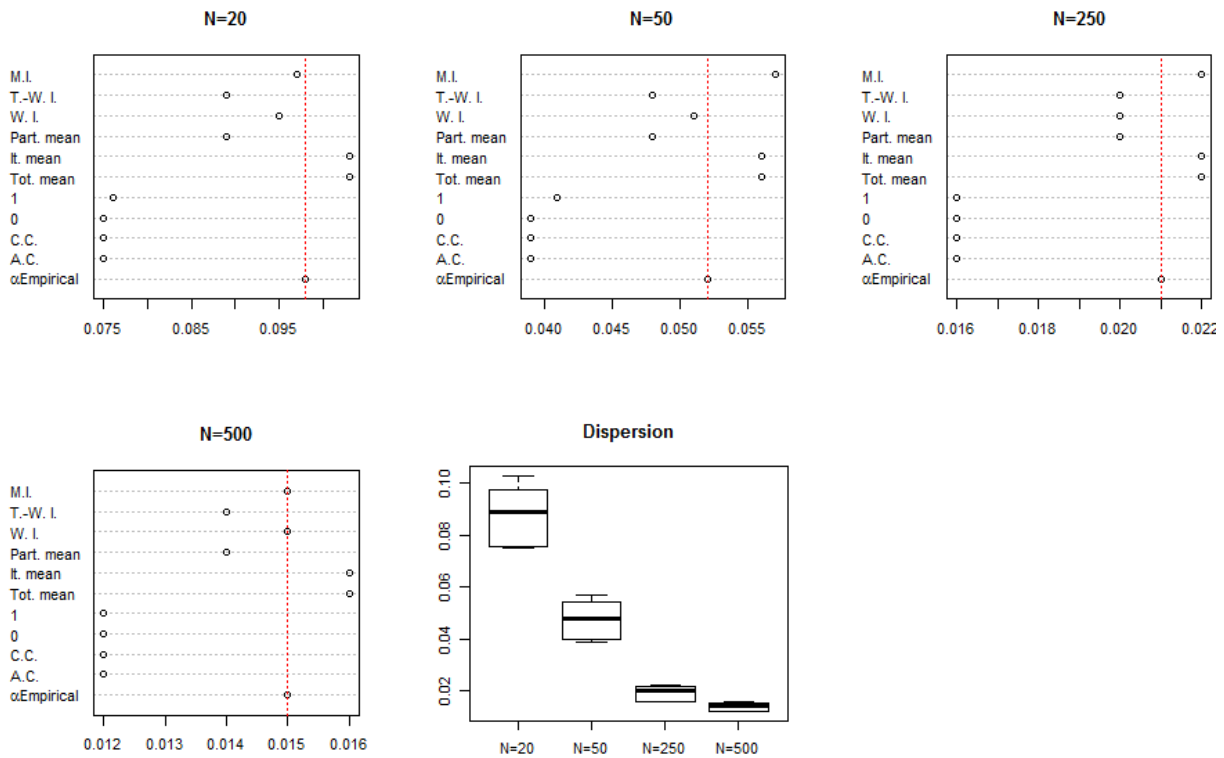 N=20
M.I.
T.-W. I.
W. I.
Part. mean
It. mean
Tot. mean
1
0
C.C.
A.C.
αEmpirical
0.075 0.085 0.095
N=50
M.I.
T.-W. I.
W. I.
Part. mean
It. mean
Tot. mean
1
0
C.C.
A.C.
αEmpirical
0.040 0.045 0.050 0.055
N=250
M.I.
T.-W. I.
W. I.
Part. mean
It. mean
Tot. mean
1
0
C.C.
A.C.
αEmpirical
0.016 0.018 0.020 0.022
N=500
M.I.
T.-W. I.
W. I.
Part. mean
It. mean
Tot. mean
1
0
C.C.
A.C.
αEmpirical
0.012 0.013 0.014 0.015 0.016
Dispersion
0.10
0.08
0.06
0.04
0.02
N=20 N=50 N=250 N=500